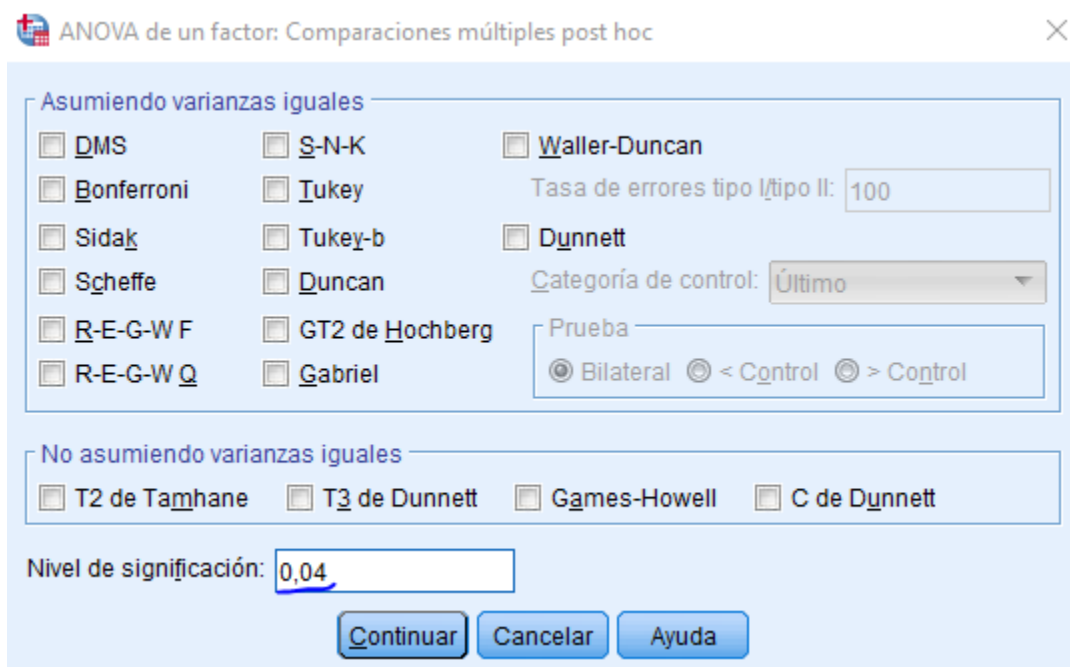 ANOVA de un factor: Comparaciones múltiples post hoc
Asumiendo varianzas iguales
DMS S-N-K Waller-Duncan
Bonferroni Tukey Tasa de errores tipo I/tipo II: 100
Sidak Tukey-b Dunnett
Scheffe Duncan Categoría de control: Último
R-E-G-W F GT2 de Hochberg Prueba
R-E-G-W Q Gabriel Bilateral < Control > Control
No asumiendo varianzas iguales
T2 de Tamhane T3 de Dunnett Games-Howell C de Dunnett
Nivel de significación: 0,04
Continuar Cancelar Ayuda